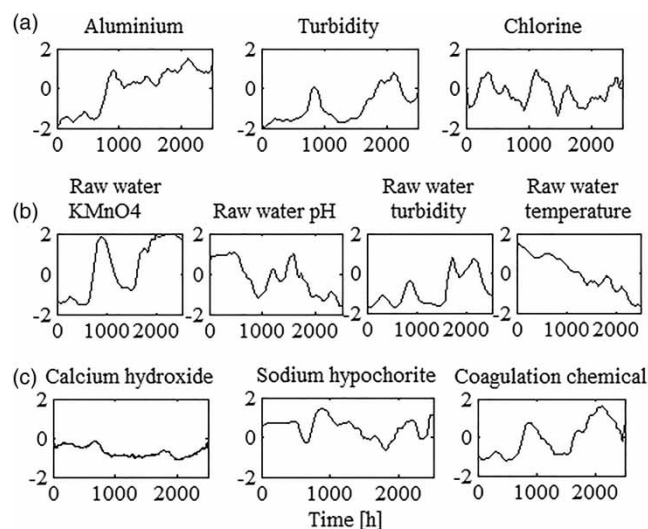 (a) Aluminium Turbidity Chlorine
2 2 2
0 0 0
-2 -2 -2
0 1000 2000 0 1000 2000 0 1000 2000
Raw water Raw water Raw water
(b) KMnO4 Raw water pH turbidity temperature
2 2 2 2
0 0 0 0
-2 -2 -2 -2
0 1000 2000 0 1000 2000 0 1000 2000 0 1000 2000
(c) Calcium hydroxide Sodium hypochorite Coagulation chemical
2 2 2
0 0 0
-2 -2 -2
0 1000 2000 0 1000 2000 0 1000 2000
Time [h]